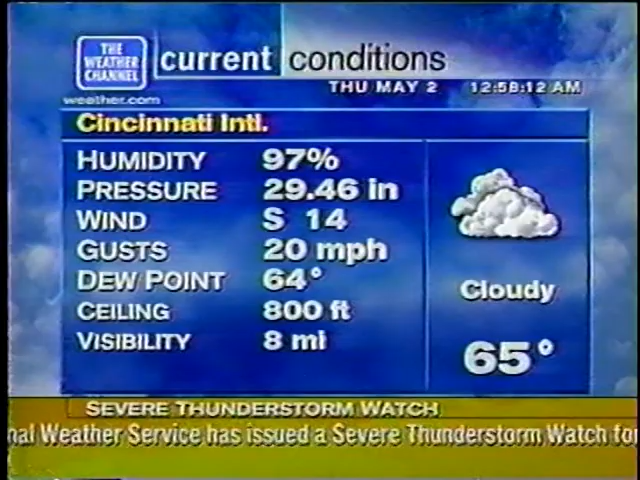 THE WEATHER CHANNEL
current conditions
weather.com
THU MAY 2 12:58:12 AM
Cincinnati Intl.
HUMIDITY 97%
PRESSURE 29.46 in
WIND S 14
GUSTS 20 mph
DEW POINT 64°
CEILING 800 ft
VISIBILITY 8 mi
Cloudy
65°
SEVERE THUNDERSTORM WATCH
nal Weather Service has issued a Severe Thunderstorm Watch for